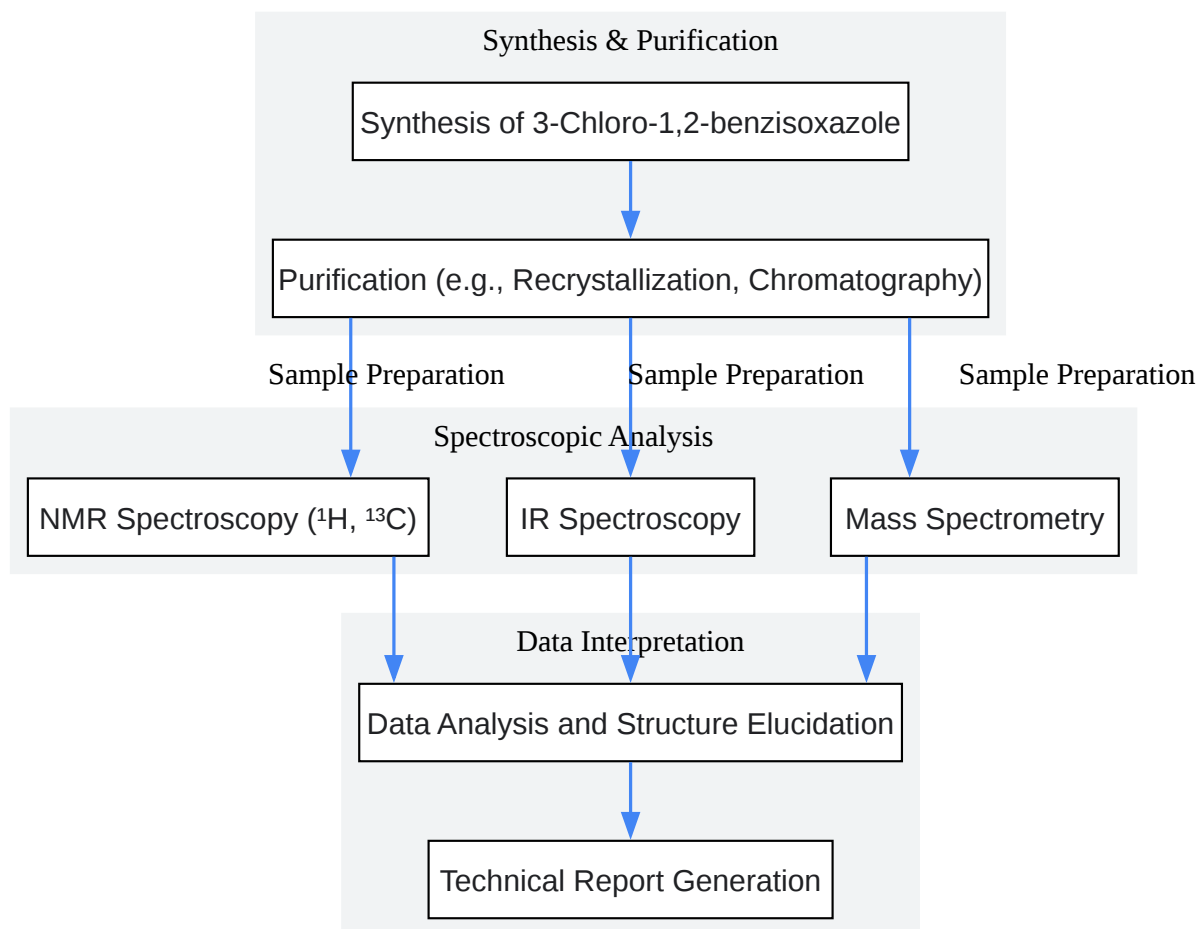 Synthesis & Purification
Synthesis of 3-Chloro-1,2-benzisoxazole
Purification (e.g., Recrystallization, Chromatography)
Sample Preparation
Sample Preparation
Sample Preparation
Spectroscopic Analysis
NMR Spectroscopy (¹H, ¹³C)
IR Spectroscopy
Mass Spectrometry
Data Interpretation
Data Analysis and Structure Elucidation
Technical Report Generation